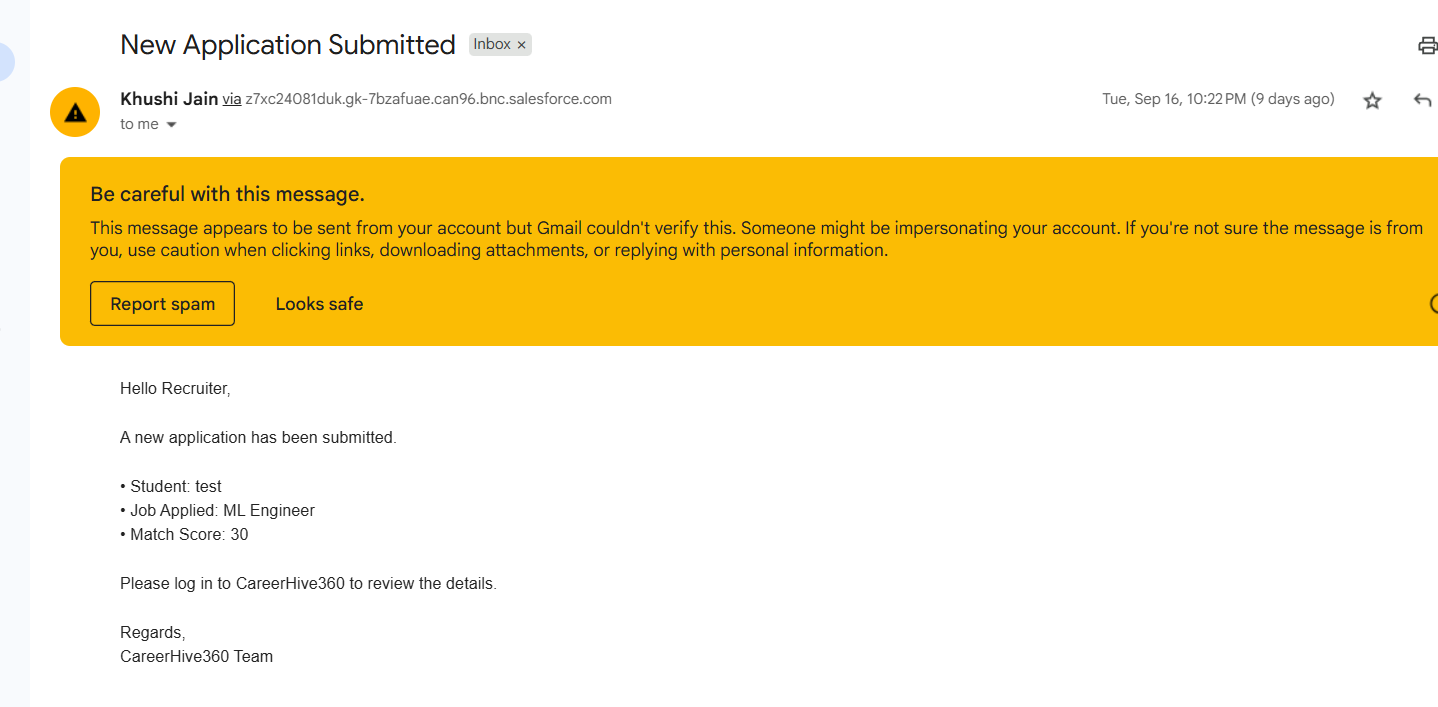 New Application Submitted Inbox ×
Khushi Jain via z7xc24081duk.gk-7bzafuae.can96.bnc.salesforce.com Tue, Sep 16, 10:22 PM (9 days ago)
to me
Be careful with this message.
This message appears to be sent from your account but Gmail couldn't verify this. Someone might be impersonating your account. If you're not sure the message is from
you, use caution when clicking links, downloading attachments, or replying with personal information.
Report spam Looks safe
Hello Recruiter,
A new application has been submitted.
• Student: test
• Job Applied: ML Engineer
• Match Score: 30
Please log in to CareerHive360 to review the details.
Regards,
CareerHive360 Team